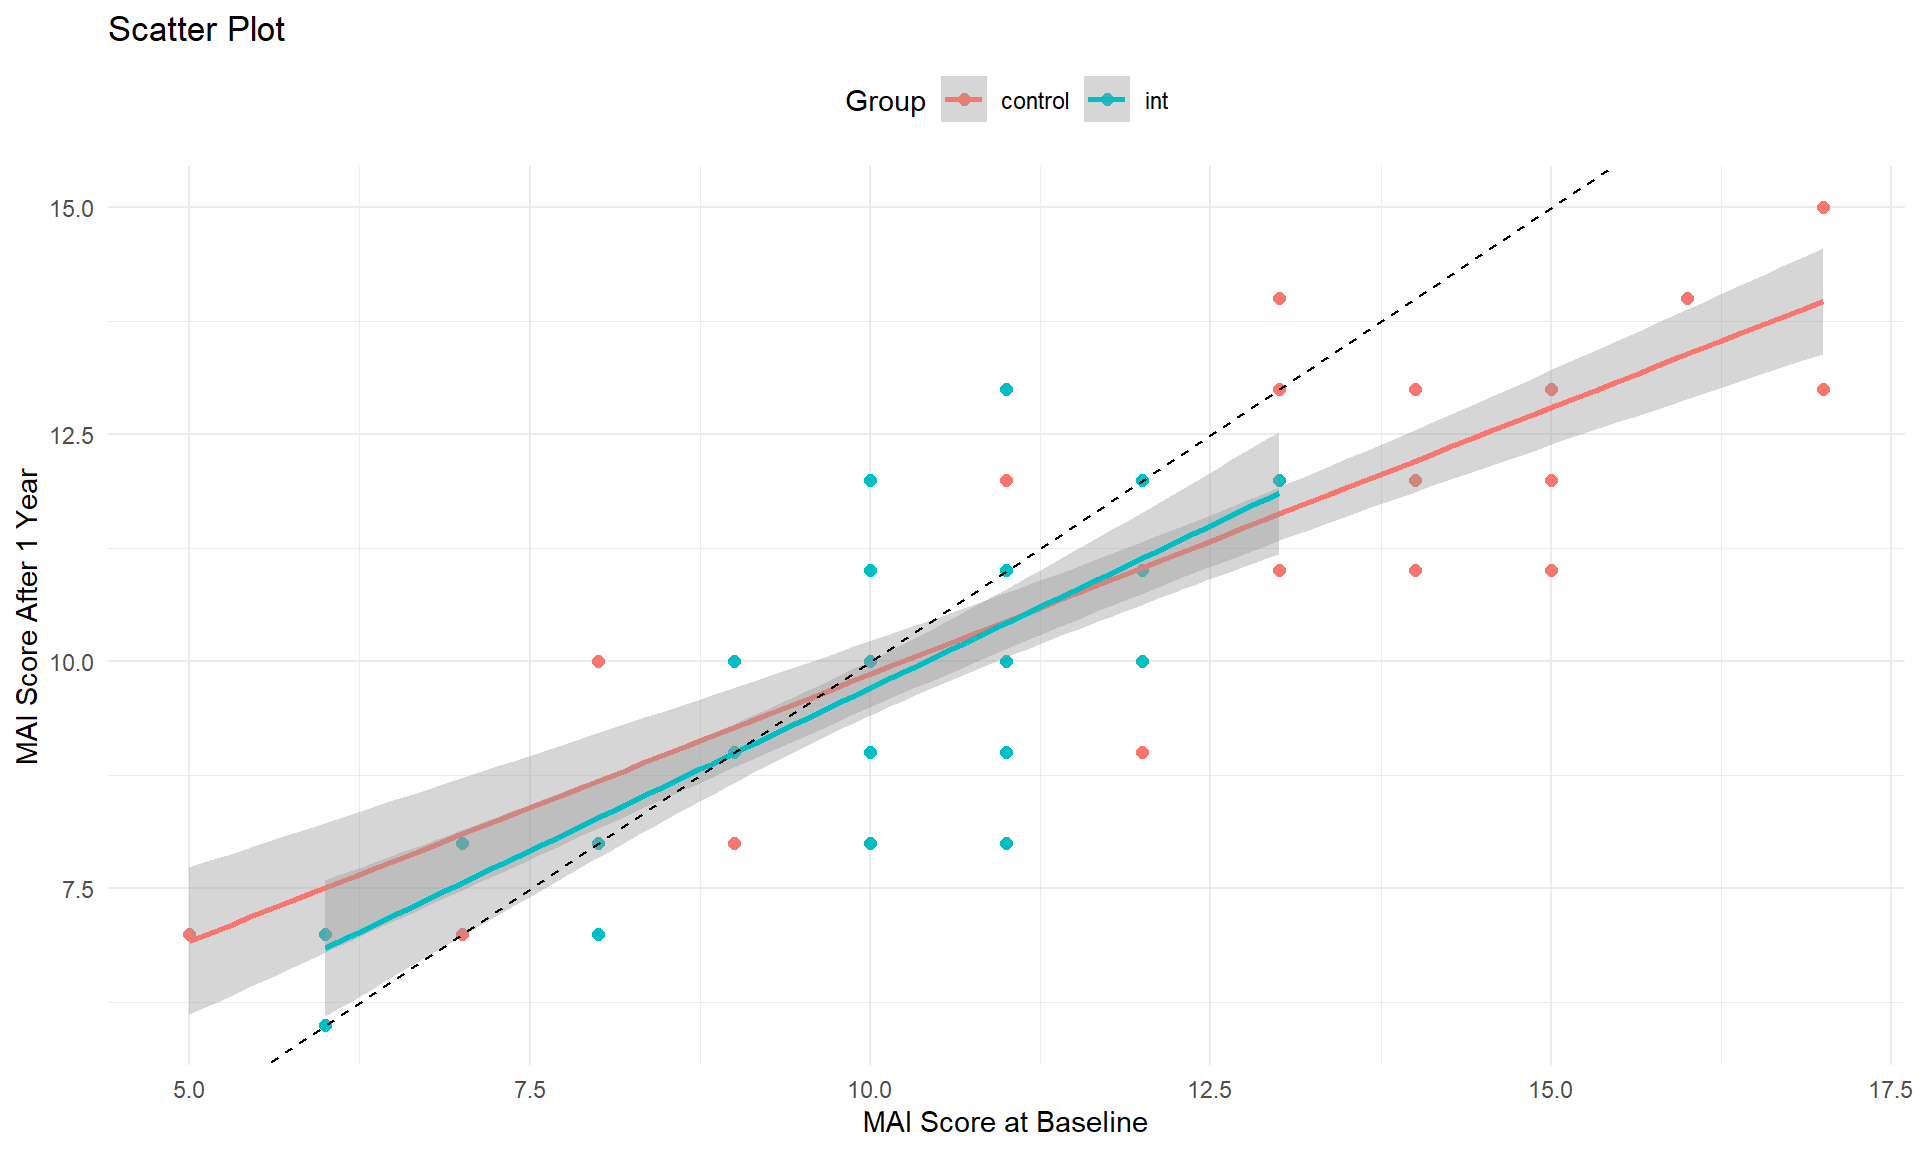 Scatter Plot
Group control int
15.0
12.5
10.0
7.5
MAI Score After 1 Year
5.0 7.5 10.0 12.5 15.0 17.5
MAI Score at Baseline